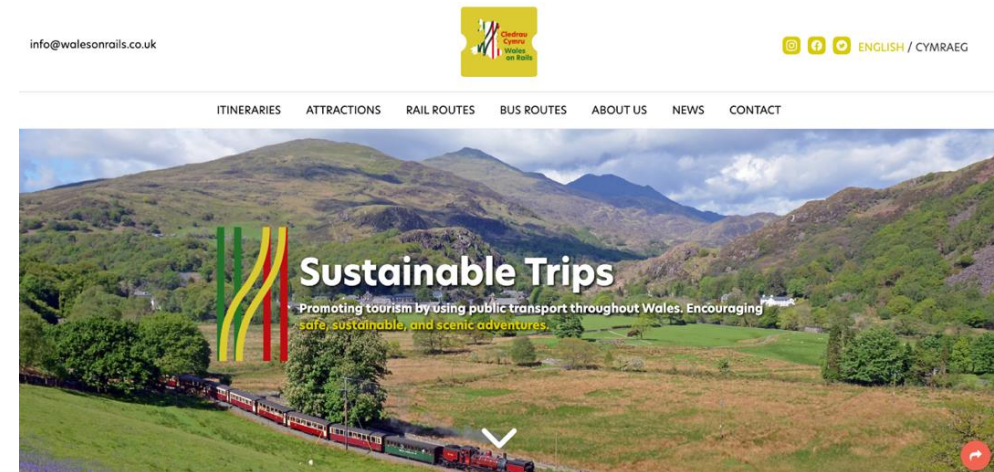 info@walesonrails.co.uk
Cledrau
Cymru
Wales
on Rails
ENGLISH / CYMRAEG
ITINERARIES ATTRACTIONS RAIL ROUTES BUS ROUTES ABOUT US NEWS CONTACT
Sustainable Trips
Promoting tourism by using public transport throughout Wales. Encouraging
safe, sustainable, and scenic adventures.